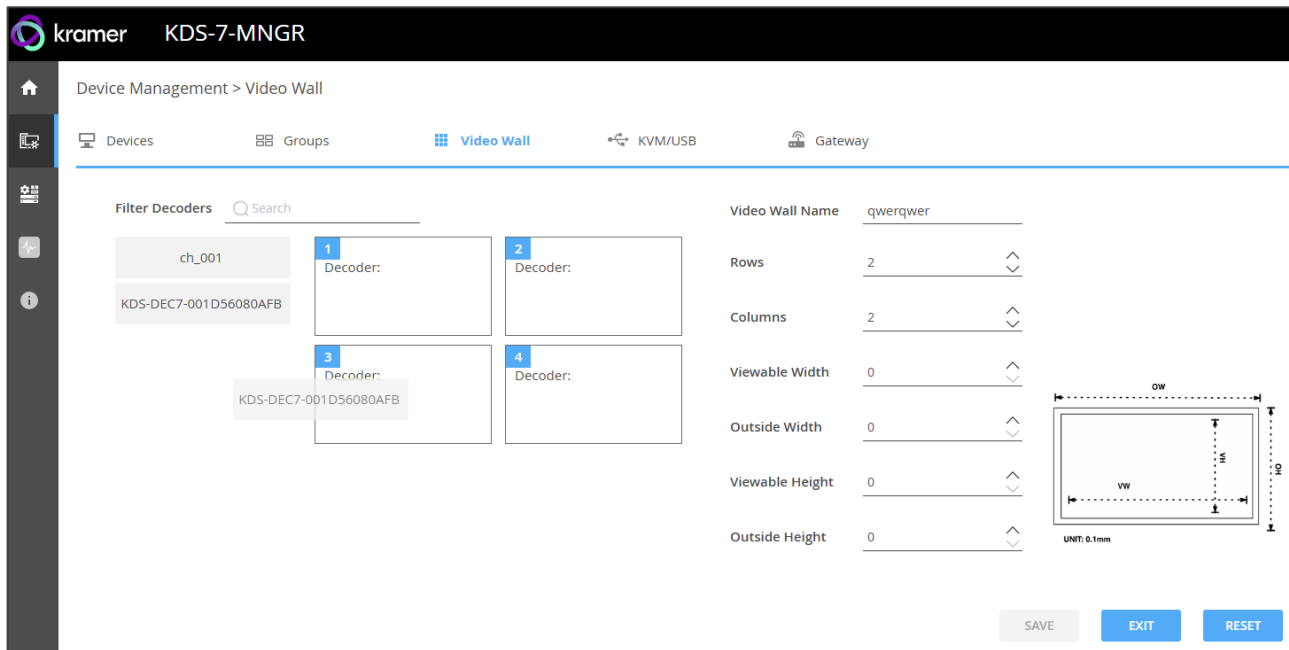 kramer KDS-7-MNGR
Device Management > Video Wall
Devices Groups Video Wall KVM/USB Gateway
Filter Decoders Search
ch_001
KDS-DEC7-001D56080AFB
1
Decoder:
2
Decoder:
3
Decoder:
4
Decoder:
KDS-DEC7-001D56080AFB
Video Wall Name qwerqwer
Rows 2
Columns 2
Viewable Width 0
Outside Width 0
Viewable Height 0
Outside Height 0
OW
VH
OH
VW
UNIT: 0.1mm
SAVE EXIT RESET